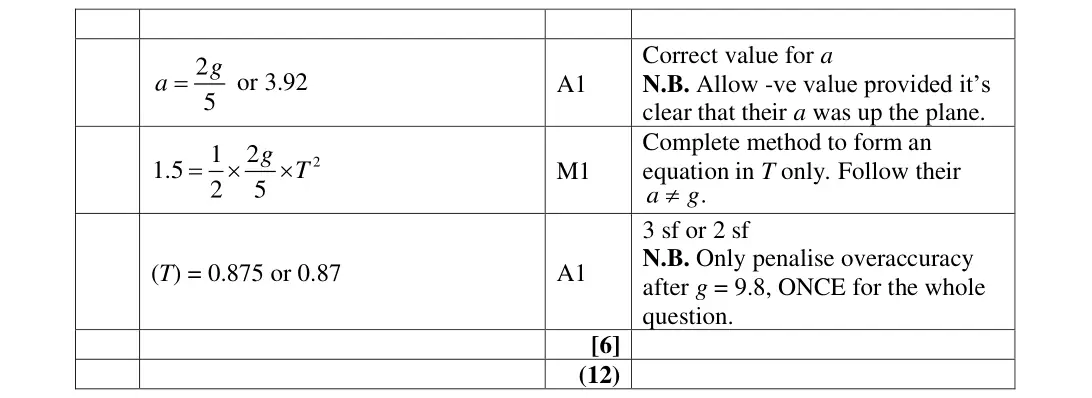 a = 2g/5 or 3.92
A1
Correct value for a
N.B. Allow -ve value provided it's
clear that their a was up the plane.
1.5 = 1/2 × 2g/5 × T²
M1
Complete method to form an
equation in T only. Follow their
a ≠ g.
(T) = 0.875 or 0.87
A1
3 sf or 2 sf
N.B. Only penalise overaccuracy
after g = 9.8, ONCE for the whole
question.
[6]
(12)